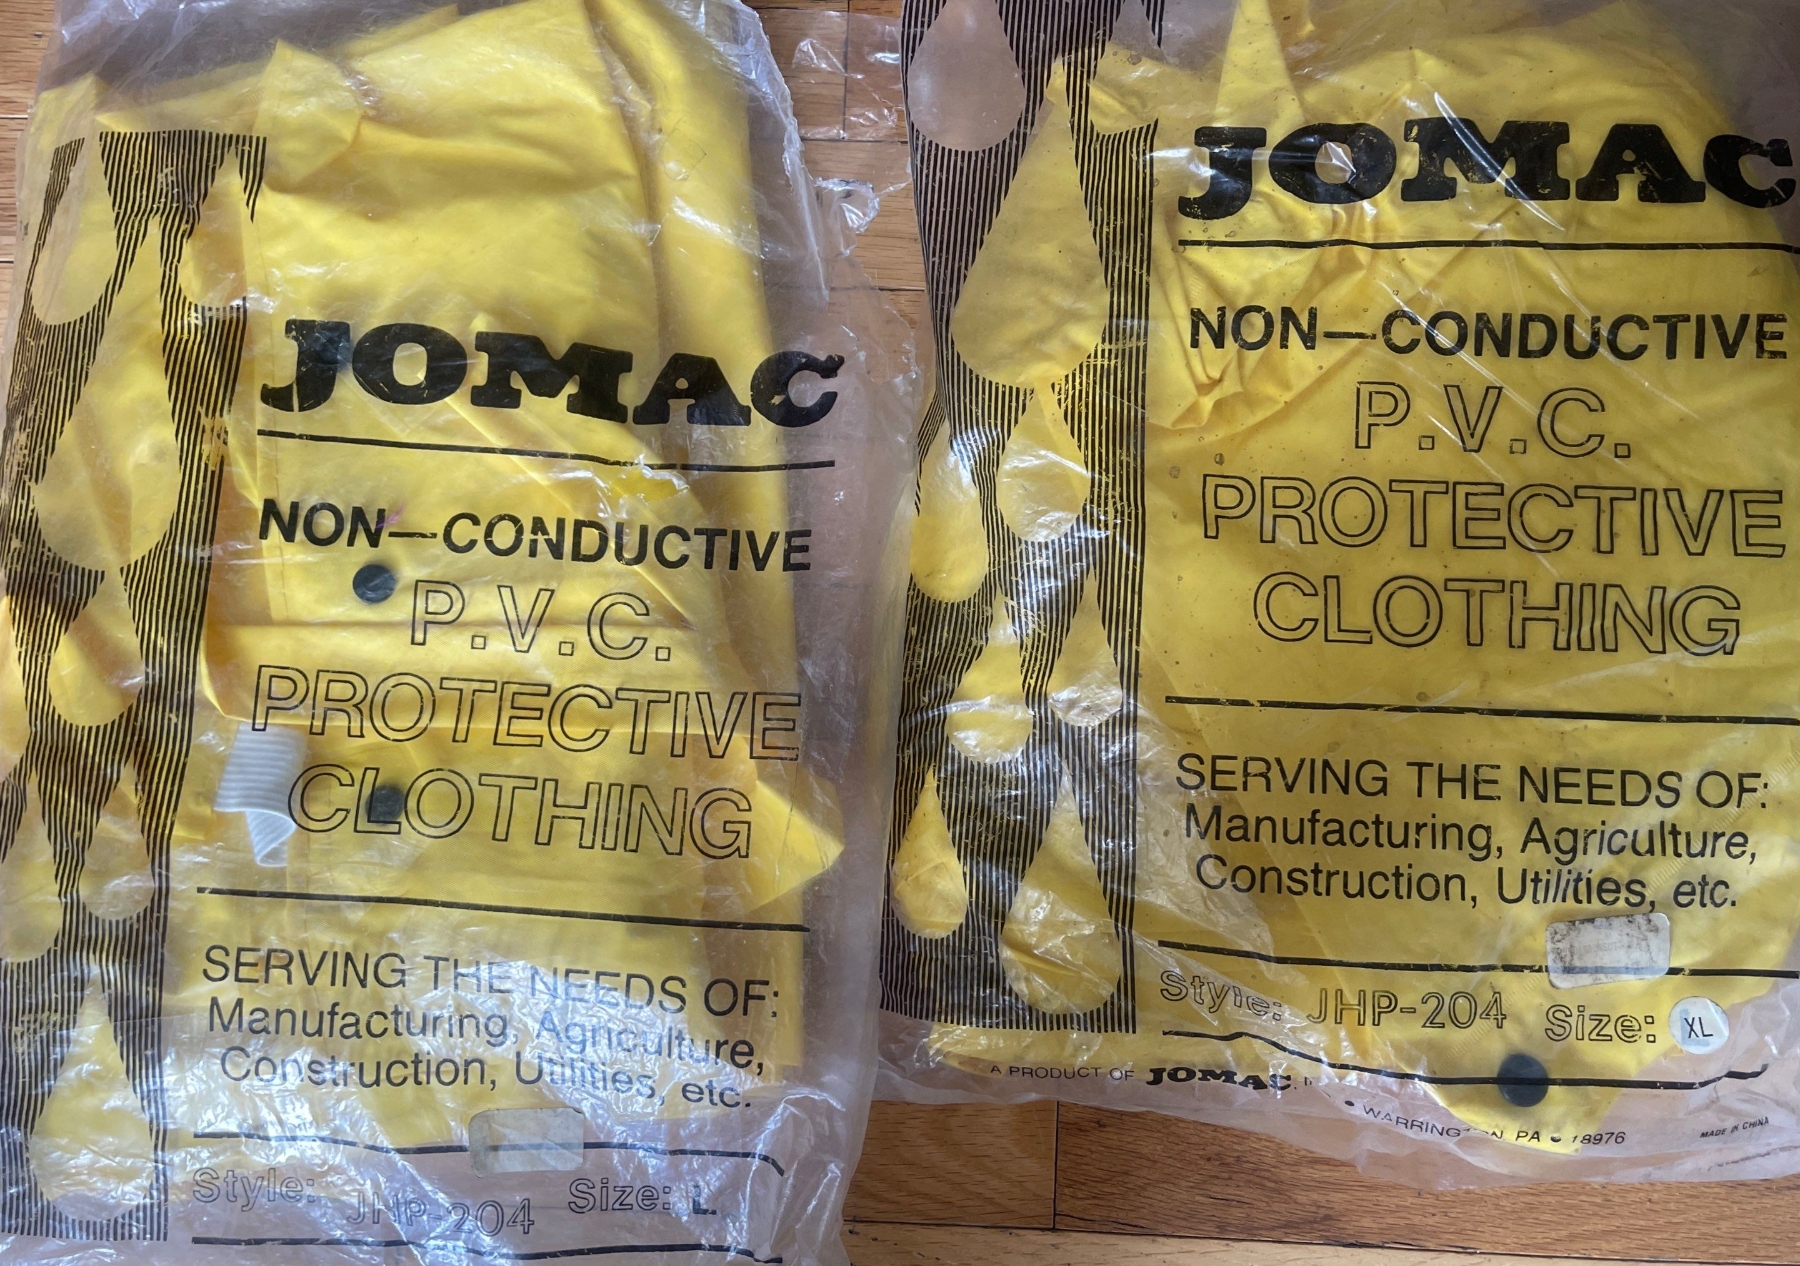 JOMAC
NON—CONDUCTIVE
P.V.C.
PROTECTIVE
CLOTHING
SERVING THE NEEDS OF:
Manufacturing, Agriculture,
Construction, Utilities, etc.
Style: JHP-204 Size: L
JOMAC
NON—CONDUCTIVE
P.V.C.
PROTECTIVE
CLOTHING
SERVING THE NEEDS OF:
Manufacturing, Agriculture,
Construction, Utilities, etc.
Style: JHP-204 Size: XL
A PRODUCT OF JOMAC
• WARRINGTON PA • 18976
MADE IN CHINA